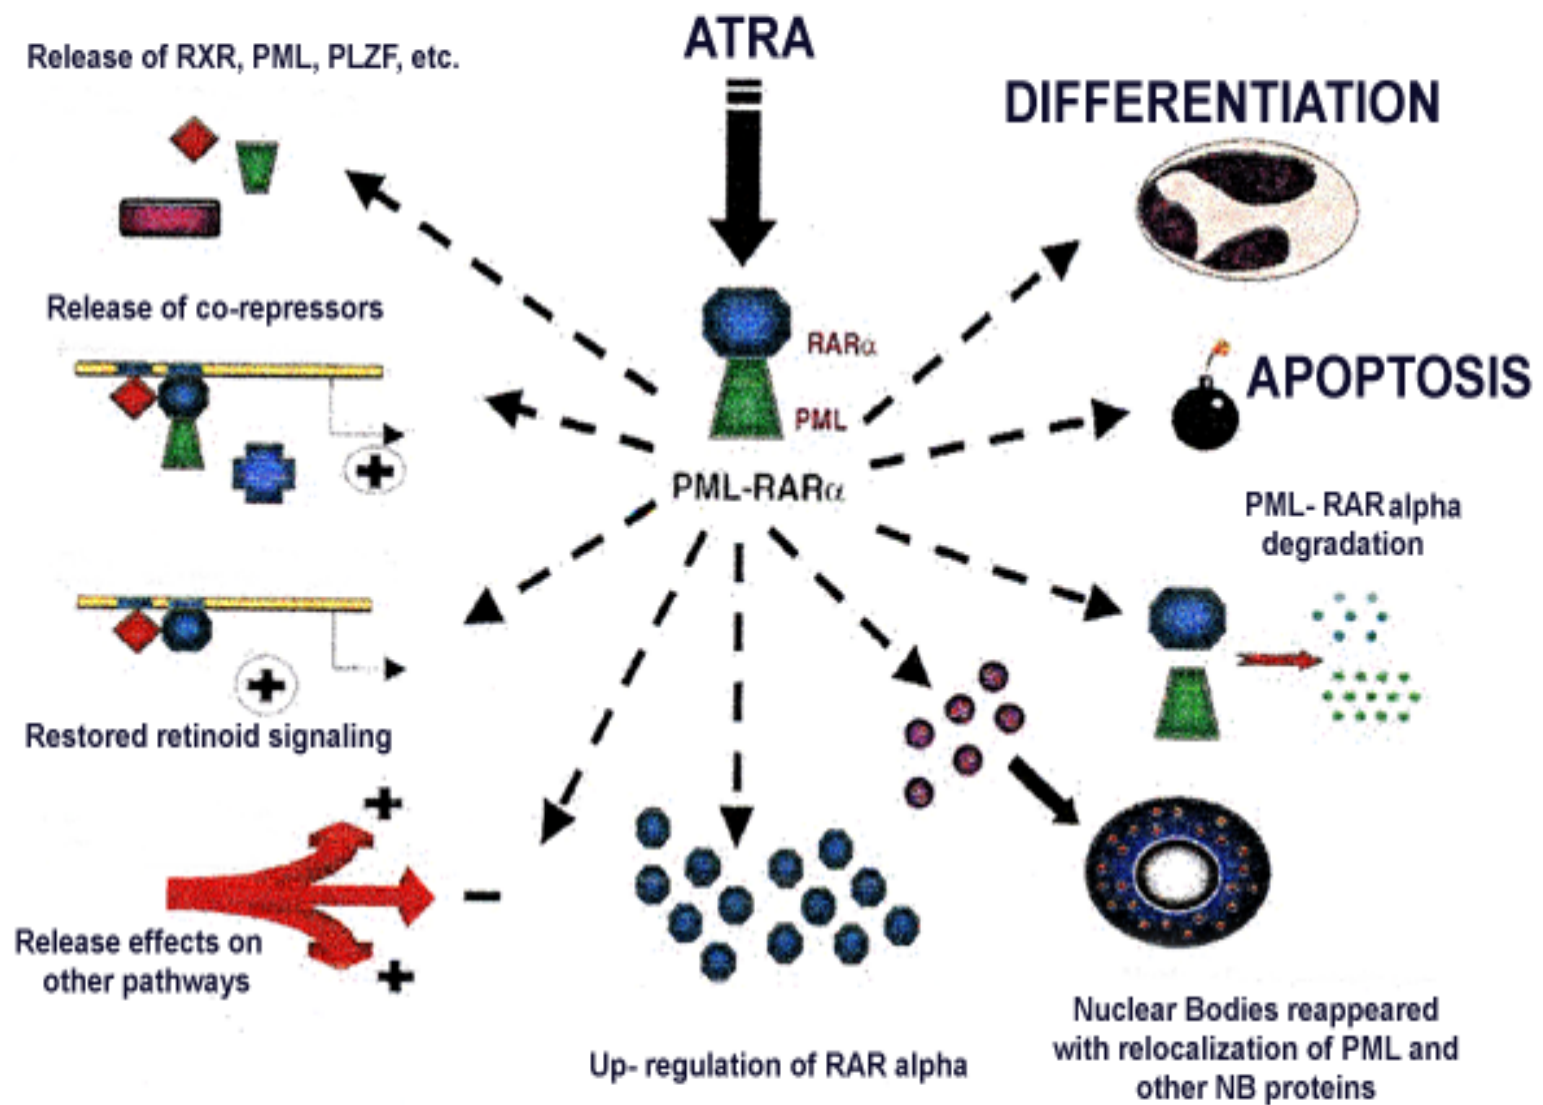 ATRA
Release of RXR, PML, PLZF, etc.
DIFFERENTIATION
Release of co-repressors
RARα
PML
APOPTOSIS
+
PML-RARα
PML- RAR alpha
degradation
+
Restored retinoid signaling
+
−
+
Release effects on
other pathways
Up- regulation of RAR alpha
Nuclear Bodies reappeared
with relocalization of PML and
other NB proteins